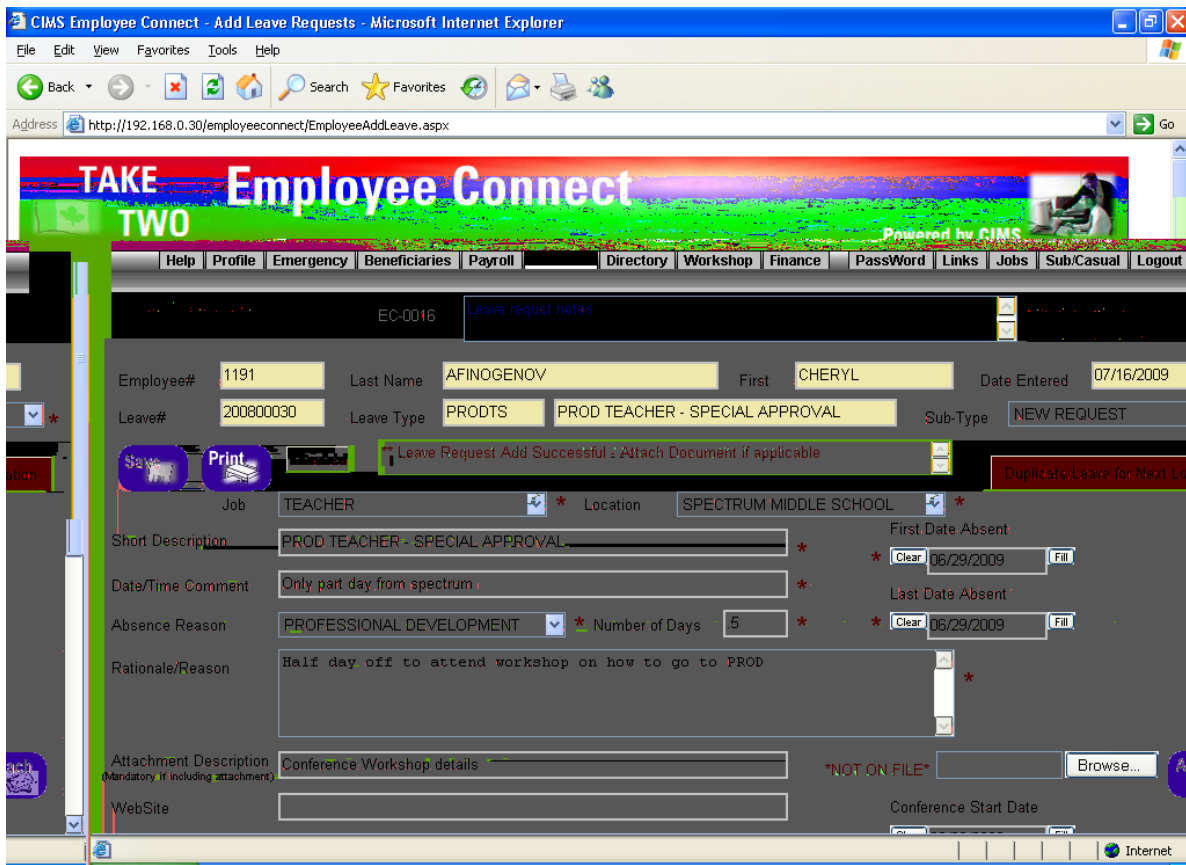 CIMS Employee Connect - Add Leave Requests - Microsoft Internet Explorer
File Edit View Favorites Tools Help
Back Search Favorites
Address http://192.168.0.30/employeeconnect/EmployeeAddLeave.aspx Go
TAKE TWO Employee Connect
Powered by CIMS
Help Profile Emergency Beneficiaries Payroll Directory Workshop Finance PassWord Links Jobs Sub/Casual Logout
EC-0016 Leave requst notes
Employee# 1191 Last Name AFINOGENOV First CHERYL Date Entered 07/16/2009
Leave# 200800030 Leave Type PRODTS PROD TEACHER - SPECIAL APPROVAL Sub-Type NEW REQUEST
*
Save Print Leave Request Add Successful : Attach Document if applicable
ation Duplicate Leave for Next Lo
Job TEACHER * Location SPECTRUM MIDDLE SCHOOL *
Short Description PROD TEACHER - SPECIAL APPROVAL * First Date Absent
* Clear 06/29/2009 Fill
Date/Time Comment Only part day from spectrum * Last Date Absent
Absence Reason PROFESSIONAL DEVELOPMENT * Number of Days .5 * * Clear 06/29/2009 Fill
Rationale/Reason Half day off to attend workshop on how to go to PROD *
Attachment Description Conference Workshop details *NOT ON FILE* Browse...
(Mandatory if including attachment)
ach A
WebSite Conference Start Date
Internet